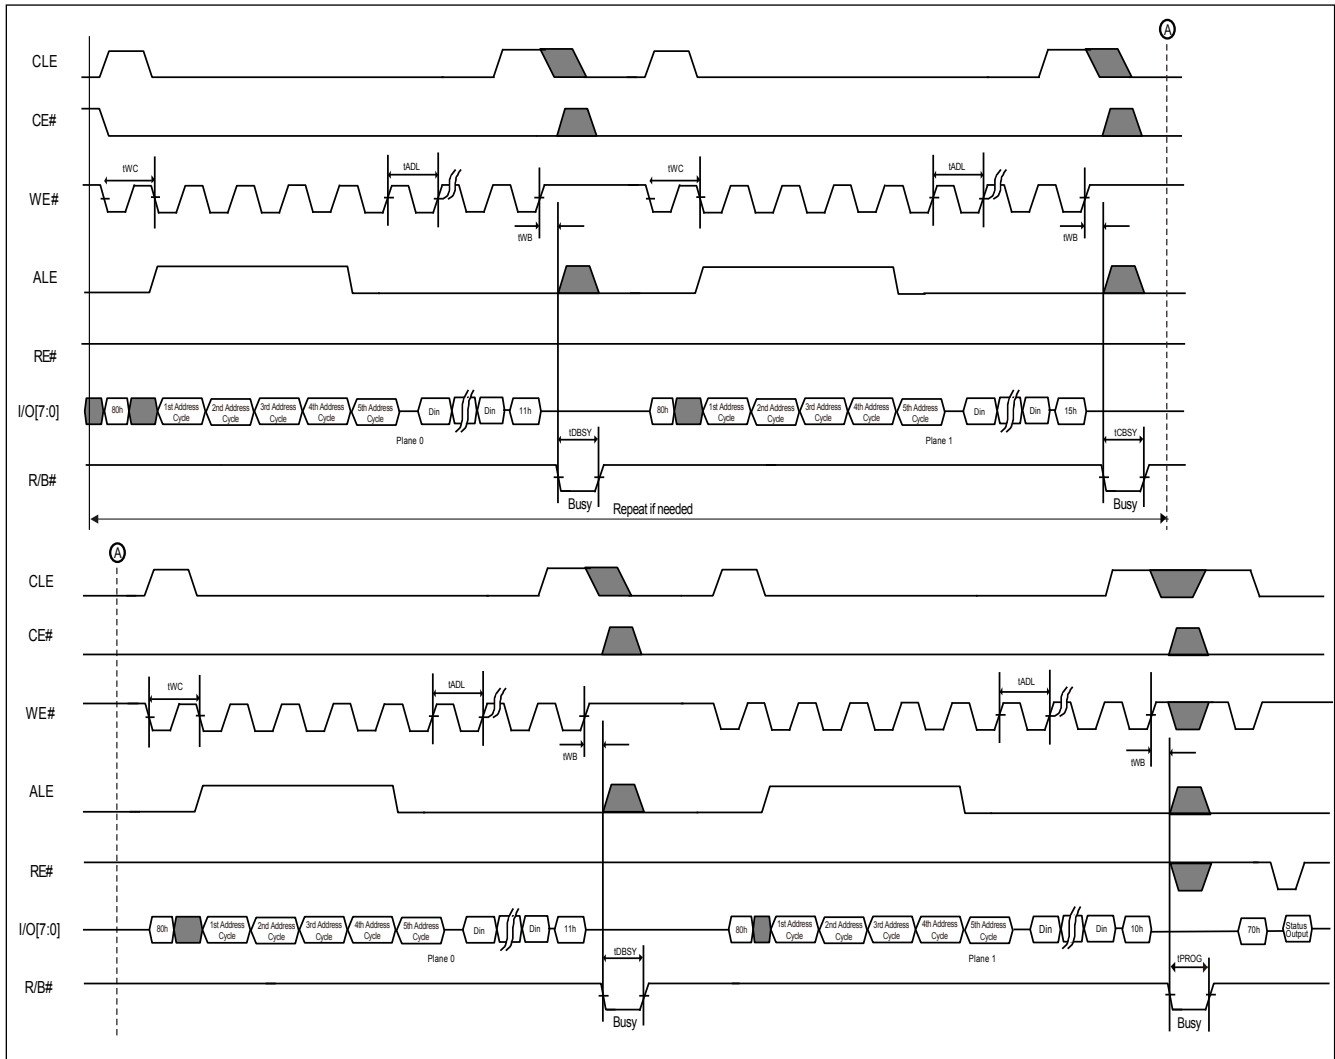 A
CLE
CE#
tWC
tADL
tWC
tADL
WE#
tWB
tWB
ALE
RE#
I/O[7:0]
80h
1st Address Cycle
2nd Address Cycle
3rd Address Cycle
4th Address Cycle
5th Address Cycle
Din
Din
11h
80h
1st Address Cycle
2nd Address Cycle
3rd Address Cycle
4th Address Cycle
5th Address Cycle
Din
Din
15h
Plane 0
tDBSY
Plane 1
tCBSY
R/B#
Busy
Busy
Repeat if needed
A
CLE
CE#
tWC
tADL
tADL
WE#
tWB
tWB
ALE
RE#
I/O[7:0]
80h
1st Address Cycle
2nd Address Cycle
3rd Address Cycle
4th Address Cycle
5th Address Cycle
Din
Din
11h
80h
1st Address Cycle
2nd Address Cycle
3rd Address Cycle
4th Address Cycle
5th Address Cycle
Din
Din
10h
70h
Status Output
Plane 0
tDBSY
Plane 1
tPROG
R/B#
Busy
Busy